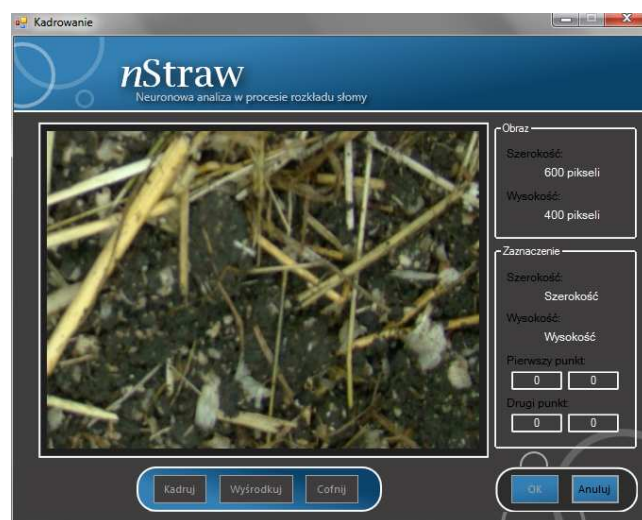 Kadrowanie
nStraw
Neuronowa analiza w procesie rozkładu słomy
Obraz
Szerokość:
600 pikseli
Wysokość:
400 pikseli
Zaznaczenie
Szerokość:
Szerokość
Wysokość:
Wysokość
Pierwszy punkt:
0 0
Drugi punkt:
0 0
Kadruj Wyśrodkuj Cofnij
OK Anuluj